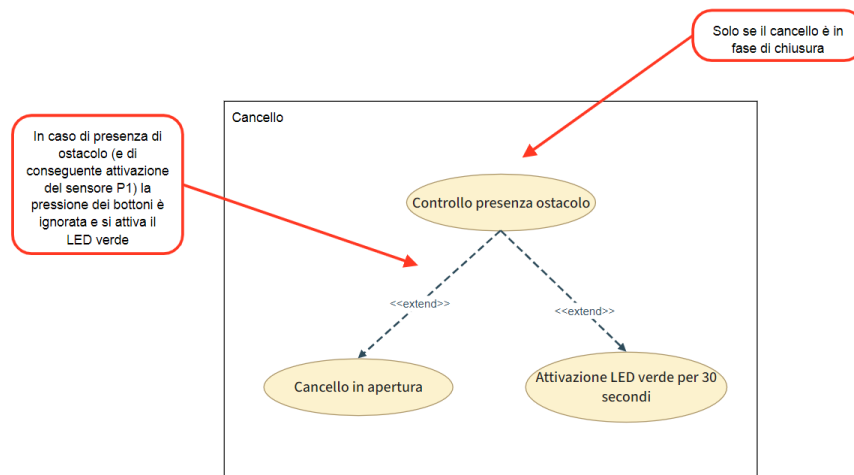 Solo se il cancello è in
fase di chiusura
Cancello
In caso di presenza di
ostacolo (e di
conseguente attivazione
del sensore P1) la
pressione dei bottoni è
ignorata e si attiva il
LED verde
Controllo presenza ostacolo
<<extend>>
<<extend>>
Cancello in apertura
Attivazione LED verde per 30
secondi